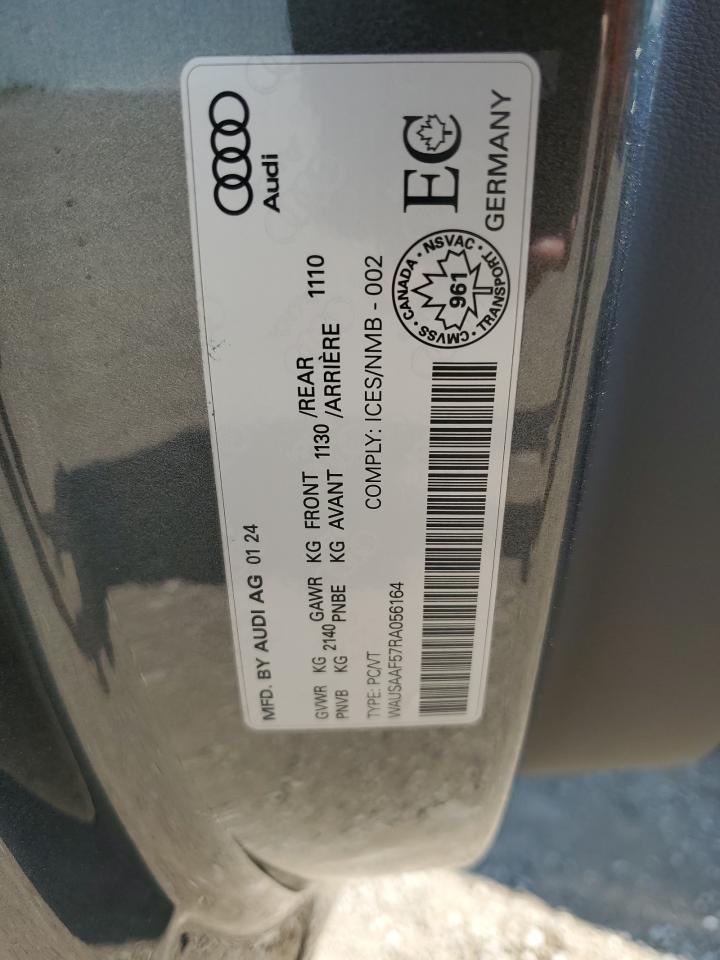 Audi
MFD. BY AUDI AG 01 24
GVWR KG 2140 GAWR KG FRONT 1130 /REAR 1110
PNVB KG PNBE KG AVANT /ARRIÈRE
TYPE: PC/VT COMPLY: ICES/NMB - 002
WAUSAAF57RA056164
CANADA · NSVAC · TRANSPORT · CMVSS ·
961
T
EC
GERMANY